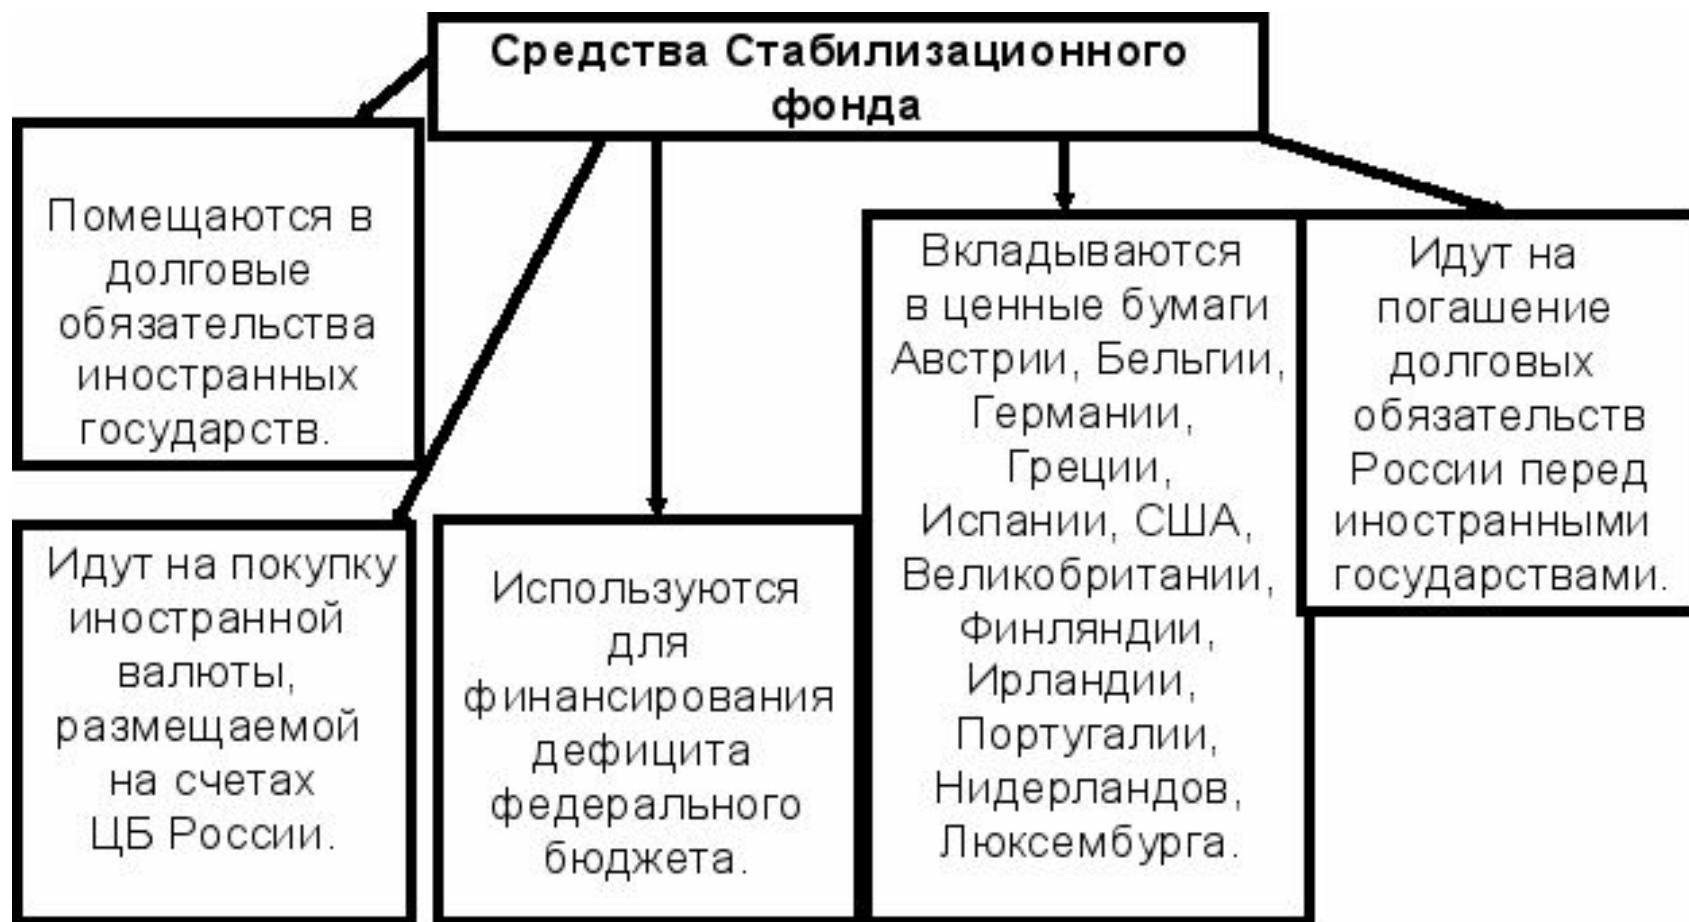 Средства Стабилизационного
фонда
Помещаются в
долговые
обязательства
иностранных
государств.
Идут на покупку
иностранной
валюты,
размещаемой
на счетах
ЦБ России.
Используются
для
финансирования
дефицита
федерального
бюджета.
Вкладываются
в ценные бумаги
Австрии, Бельгии,
Германии,
Греции,
Испании, США,
Великобритании,
Финляндии,
Ирландии,
Португалии,
Нидерландов,
Люксембурга.
Идут на
погашение
долговых
обязательств
России перед
иностранными
государствами.